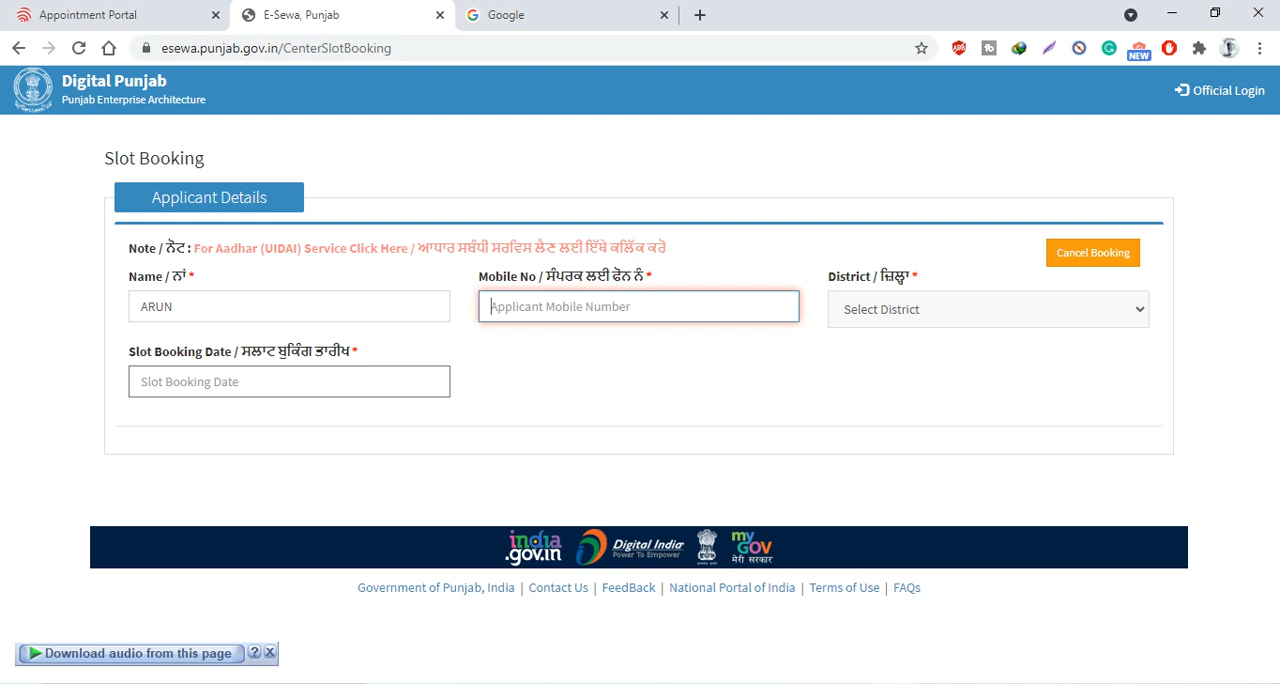 Appointment Portal
E-Sewa, Punjab
Google
esewa.punjab.gov.in/CenterSlotBooking
NEW
Digital Punjab
Punjab Enterprise Architecture
Official Login
Slot Booking
Applicant Details
Note / ਨੋਟ : For Aadhar (UIDAI) Service Click Here / ਆਧਾਰ ਸਬੰਧੀ ਸਰਵਿਸ ਲੈਣ ਲਈ ਇੱਥੇ ਕਲਿੱਕ ਕਰੋ
Cancel Booking
Name / ਨਾਂ *
Mobile No / ਸੰਪਰਕ ਲਈ ਫੋਨ ਨੰ *
District / ਜ਼ਿਲ੍ਹਾ *
ARUN
Applicant Mobile Number
Select District
Slot Booking Date / ਸਲਾਟ ਬੁਕਿੰਗ ਤਾਰੀਖ *
Slot Booking Date
india.gov.in
Digital India
Power To Empower
my GOV
मेरी सरकार
Government of Punjab, India | Contact Us | FeedBack | National Portal of India | Terms of Use | FAQs
Download audio from this page ? X